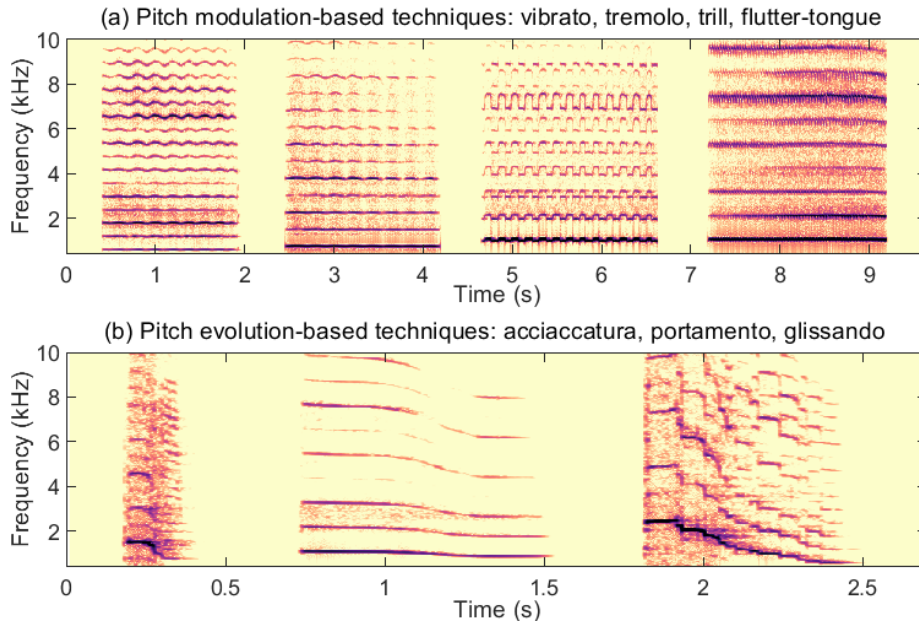 (a) Pitch modulation-based techniques: vibrato, tremolo, trill, flutter-tongue
10
8
6
4
2
Frequency (kHz)
0 1 2 3 4 5 6 7 8 9
Time (s)
(b) Pitch evolution-based techniques: acciaccatura, portamento, glissando
10
8
6
4
2
Frequency (kHz)
0 0.5 1 1.5 2 2.5
Time (s)